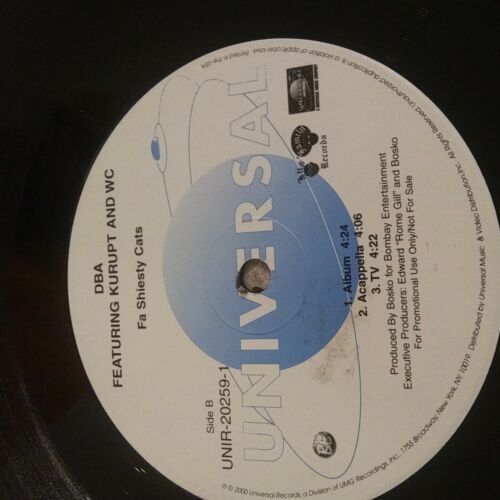 DBA
FEATURING KURUPT AND WC
Fa Shiesty Cats
Side B
UNIR-20259-1
UNIVERSAL
UNIVERSAL
Records
1. Album 4:24
2. Acappella 4:06
3. TV 4:22
Produced By Bosko for Bombay Entertainment
Executive Producers: Edward "Rome Gill" and Bosko
For Promotional Use Only/Not For Sale
℗ © 2000 Universal Records, a Division of UMG Recordings, Inc., 1755 Broadway, New York, NY, 10019. Distributed by Universal Music & Video Distribution, Inc. All Rights Reserved. Unauthorized duplication is a violation of applicable laws. Printed in the USA.